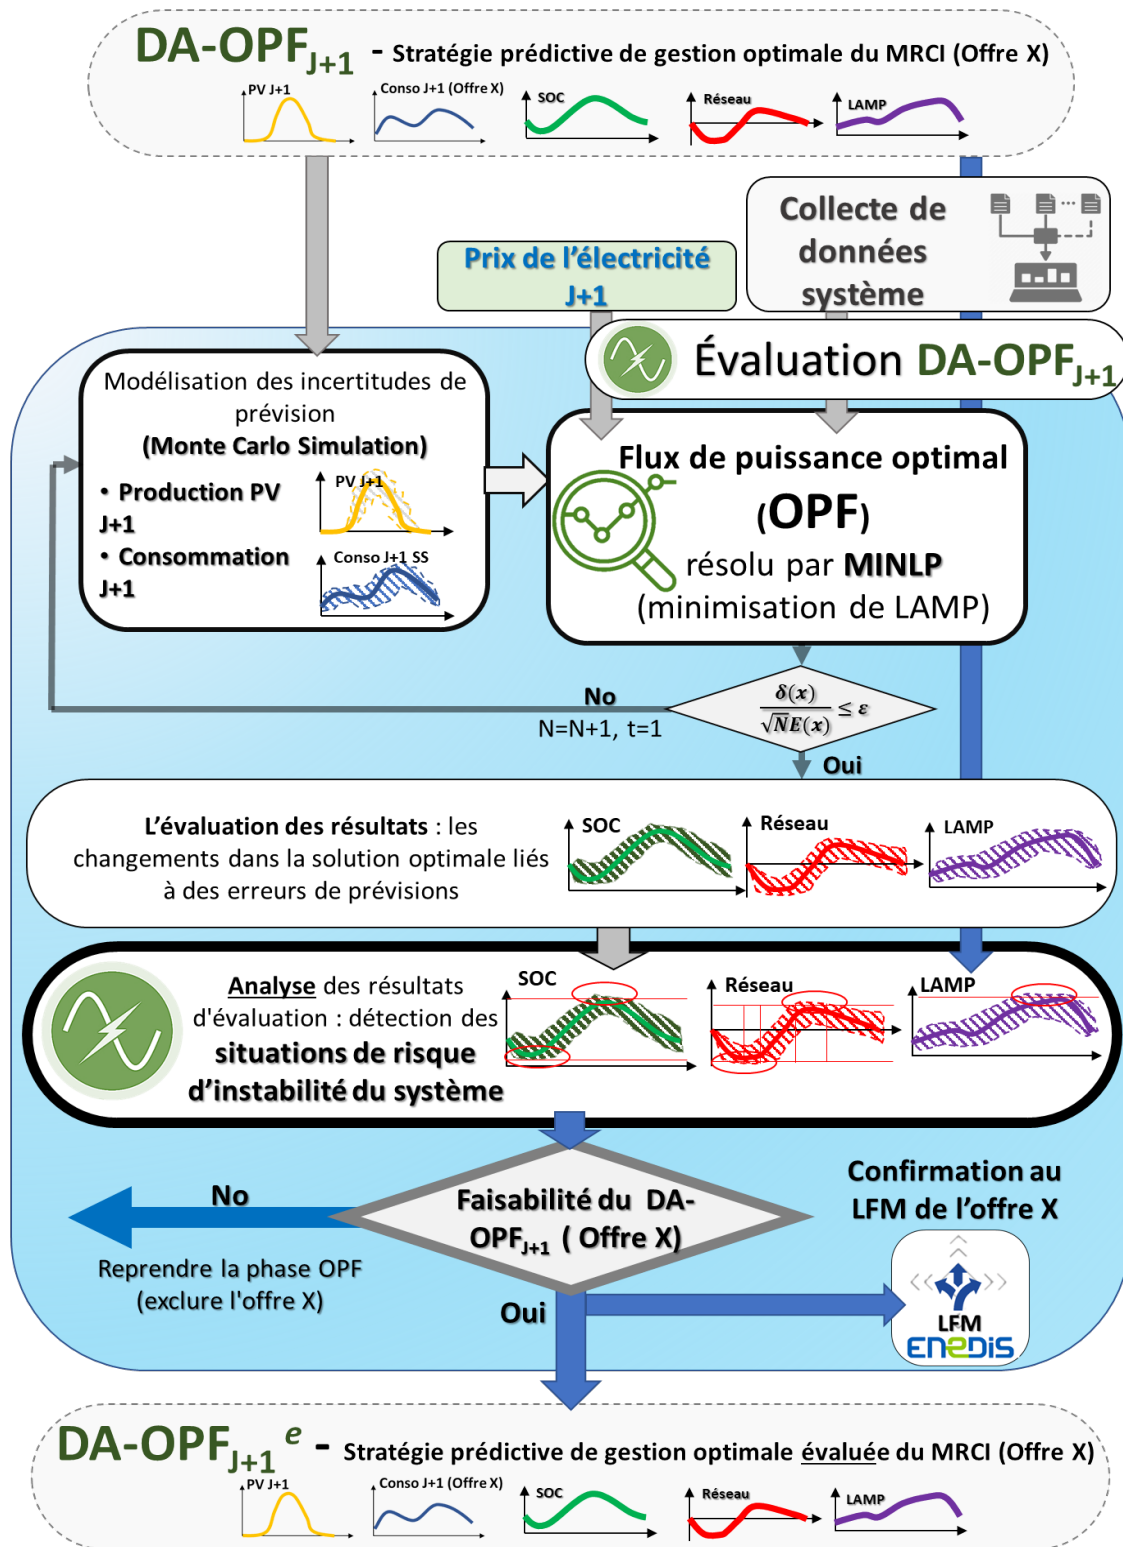 DA-OPF J+1 - Stratégie prédictive de gestion optimale du MRCI (Offre X)
PV J+1
Conso J+1 (Offre X)
SOC
Réseau
LAMP
Collecte de
données
système
Prix de l'électricité
J+1
Évaluation DA-OPF J+1
Modélisation des incertitudes de
prévision
(Monte Carlo Simulation)
• Production PV
J+1
• Consommation
J+1
PV J+1
Conso J+1 SS
Flux de puissance optimal
(OPF)
résolu par MINLP
(minimisation de LAMP)
δ(x)
√NE(x) ≤ ε
No
N=N+1, t=1
Oui
L'évaluation des résultats : les
changements dans la solution optimale liés
à des erreurs de prévisions
SOC
Réseau
LAMP
Analyse des résultats
d'évaluation : détection des
situations de risque
d'instabilité du système
SOC
Réseau
LAMP
Faisabilité du DA-
OPF J+1 ( Offre X)
No
Reprendre la phase OPF
(exclure l'offre X)
Oui
Confirmation au
LFM de l'offre X
LFM
ENEDIS
DA-OPF J+1 e - Stratégie prédictive de gestion optimale évaluée du MRCI (Offre X)
PV J+1
Conso J+1 (Offre X)
SOC
Réseau
LAMP